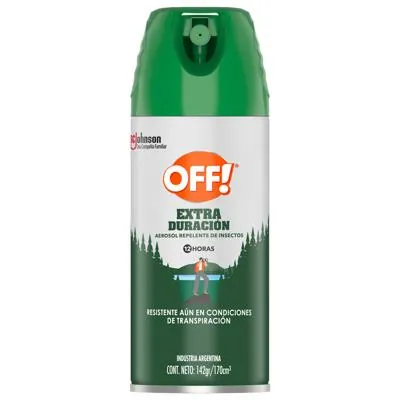 SC Johnson
Una Compañía Familiar
OFF!
EXTRA
DURACIÓN
AEROSOL REPELENTE DE INSECTOS
12 HORAS
RESISTENTE AÚN EN CONDICIONES
DE TRANSPIRACIÓN
INDUSTRIA ARGENTINA
CONT. NETO: 142gr/170cm³